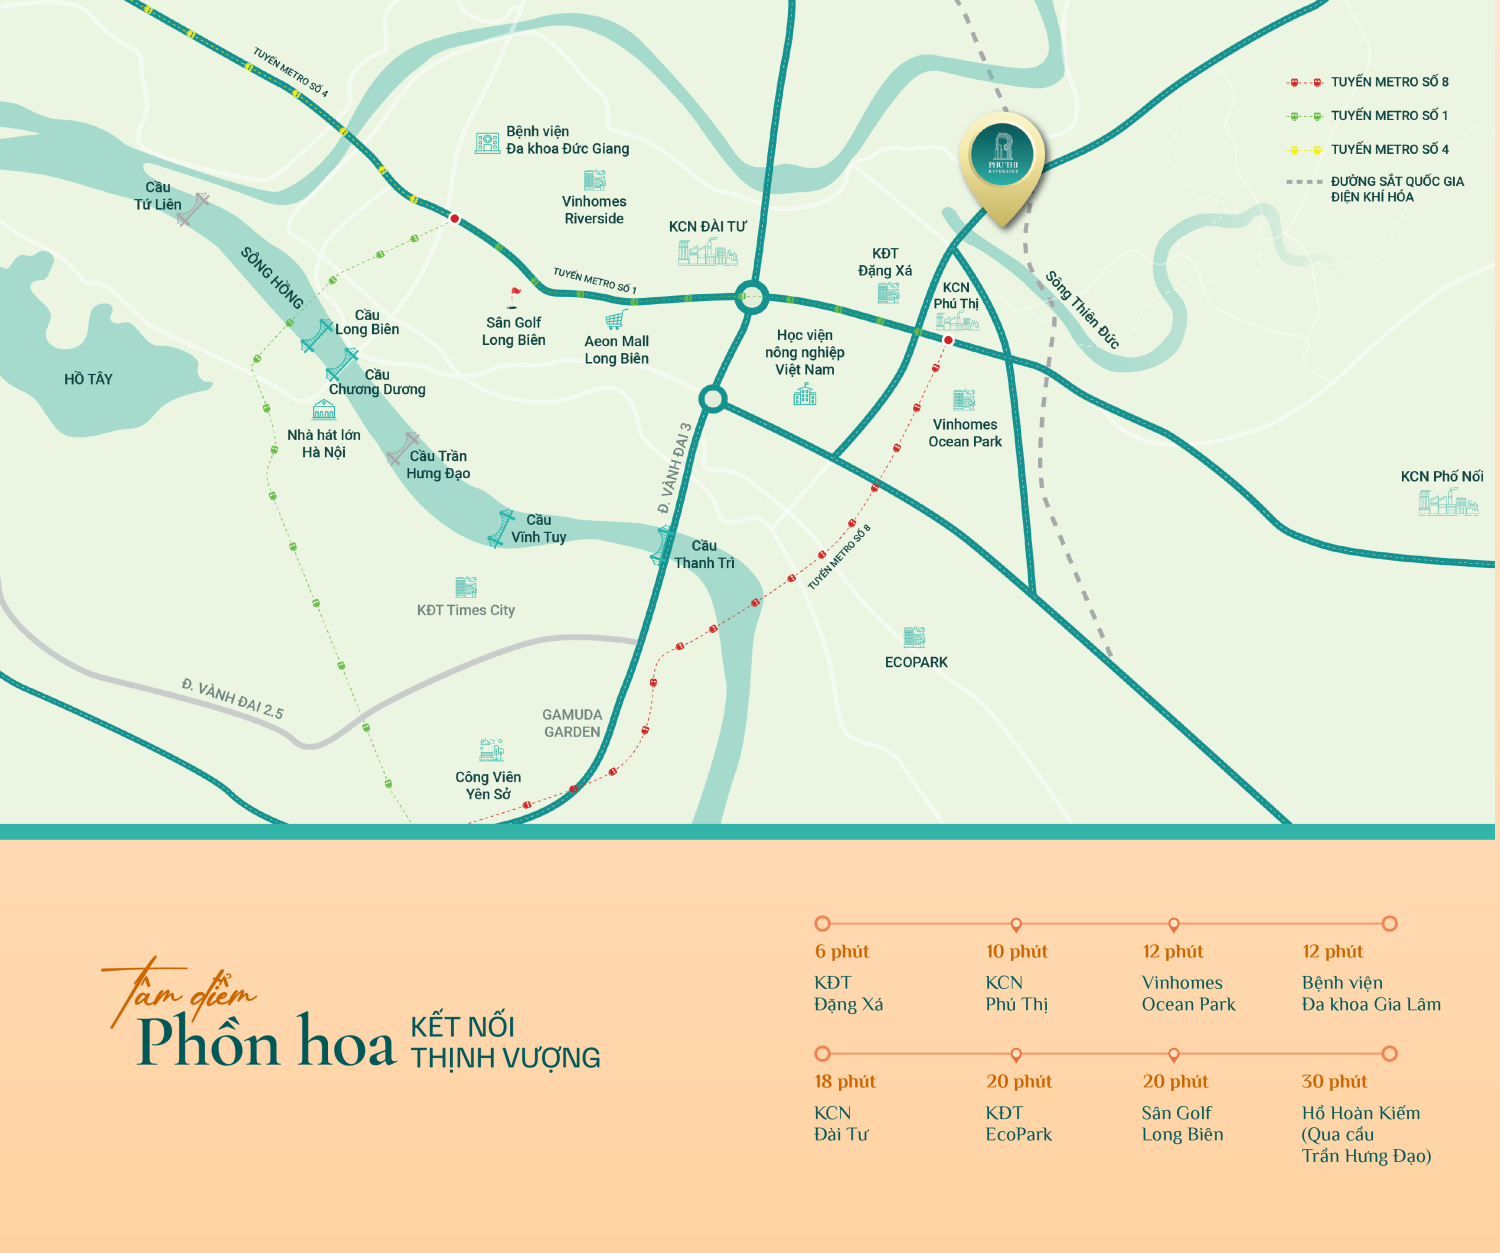 TUYẾN METRO SỐ 4
TUYẾN METRO SỐ 8
TUYẾN METRO SỐ 1
TUYẾN METRO SỐ 4
ĐƯỜNG SẮT QUỐC GIA
ĐIỆN KHÍ HÓA
PHÚ THỊ
RIVERSIDE
Bệnh viện
Đa khoa Đức Giang
Vinhomes
Riverside
Cầu
Tứ Liên
KCN ĐÀI TƯ
SÔNG HỒNG
TUYẾN METRO SỐ 1
KĐT
Đặng Xá
KCN
Phú Thị
Sông Thiên Đức
Sân Golf
Long Biên
Aeon Mall
Long Biên
Cầu
Long Biên
Học viện
nông nghiệp
Việt Nam
HỒ TÂY
Cầu
Chương Dương
Nhà hát lớn
Hà Nội
Cầu Trần
Hưng Đạo
Vinhomes
Ocean Park
Đ. VÀNH ĐAI 3
KCN Phố Nối
Cầu
Vĩnh Tuy
Cầu
Thanh Trì
TUYẾN METRO SỐ 8
KĐT Times City
ECOPARK
Đ. VÀNH ĐAI 2,5
GAMUDA
GARDEN
Công Viên
Yên Sở
Tâm điểm
Phồn hoa
KẾT NỐI
THỊNH VƯỢNG
6 phút
KĐT
Đặng Xá
10 phút
KCN
Phú Thị
12 phút
Vinhomes
Ocean Park
12 phút
Bệnh viện
Đa khoa Gia Lâm
18 phút
KCN
Đài Tư
20 phút
KĐT
EcoPark
20 phút
Sân Golf
Long Biên
30 phút
Hồ Hoàn Kiếm
(Qua cầu
Trần Hưng Đạo)